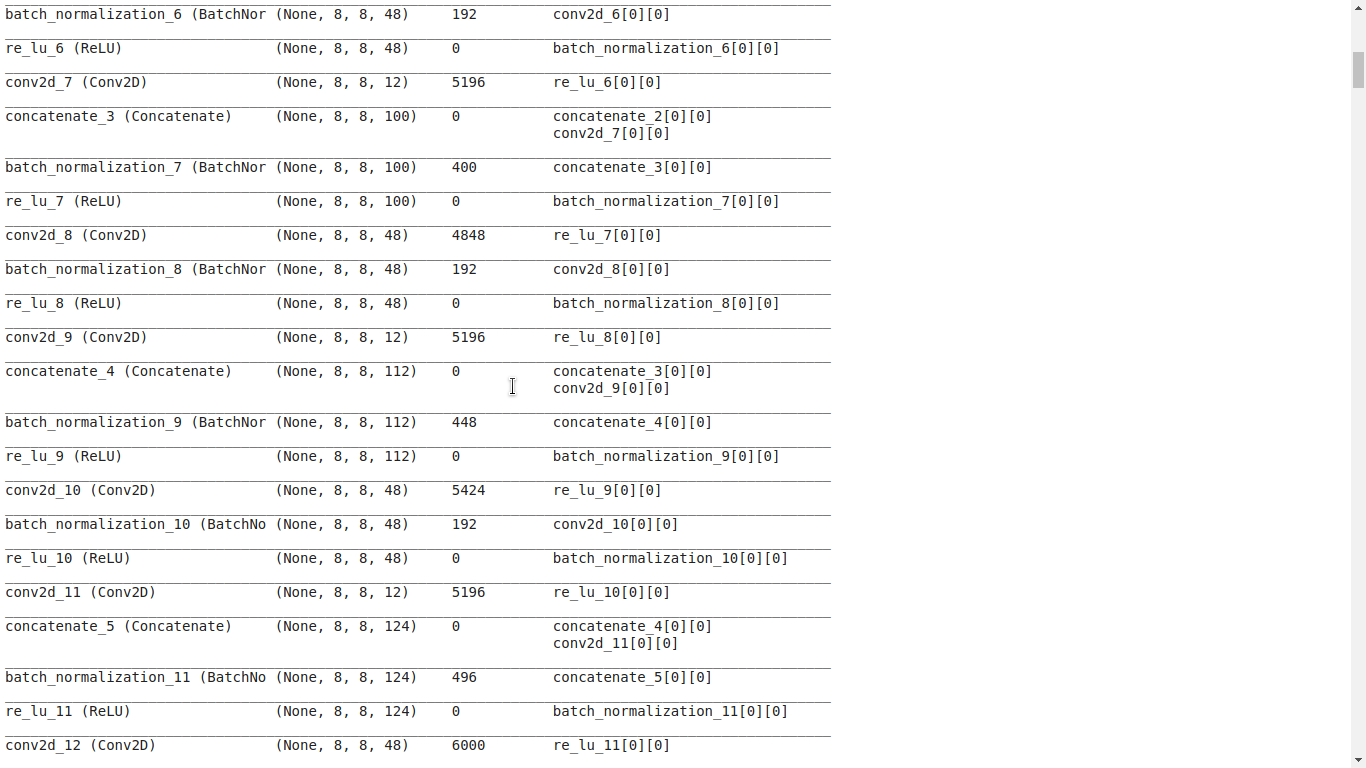 batch_normalization_6 (BatchNor (None, 8, 8, 48)     192         conv2d_6[0][0]
re_lu_6 (ReLU)                  (None, 8, 8, 48)     0           batch_normalization_6[0][0]
conv2d_7 (Conv2D)               (None, 8, 8, 12)     5196        re_lu_6[0][0]
concatenate_3 (Concatenate)     (None, 8, 8, 100)    0           concatenate_2[0][0]
conv2d_7[0][0]
batch_normalization_7 (BatchNor (None, 8, 8, 100)    400         concatenate_3[0][0]
re_lu_7 (ReLU)                  (None, 8, 8, 100)    0           batch_normalization_7[0][0]
conv2d_8 (Conv2D)               (None, 8, 8, 48)     4848        re_lu_7[0][0]
batch_normalization_8 (BatchNor (None, 8, 8, 48)     192         conv2d_8[0][0]
re_lu_8 (ReLU)                  (None, 8, 8, 48)     0           batch_normalization_8[0][0]
conv2d_9 (Conv2D)               (None, 8, 8, 12)     5196        re_lu_8[0][0]
concatenate_4 (Concatenate)     (None, 8, 8, 112)    0           concatenate_3[0][0]
conv2d_9[0][0]
batch_normalization_9 (BatchNor (None, 8, 8, 112)    448         concatenate_4[0][0]
re_lu_9 (ReLU)                  (None, 8, 8, 112)    0           batch_normalization_9[0][0]
conv2d_10 (Conv2D)              (None, 8, 8, 48)     5424        re_lu_9[0][0]
batch_normalization_10 (BatchNo (None, 8, 8, 48)     192         conv2d_10[0][0]
re_lu_10 (ReLU)                 (None, 8, 8, 48)     0           batch_normalization_10[0][0]
conv2d_11 (Conv2D)              (None, 8, 8, 12)     5196        re_lu_10[0][0]
concatenate_5 (Concatenate)     (None, 8, 8, 124)    0           concatenate_4[0][0]
conv2d_11[0][0]
batch_normalization_11 (BatchNo (None, 8, 8, 124)    496         concatenate_5[0][0]
re_lu_11 (ReLU)                 (None, 8, 8, 124)    0           batch_normalization_11[0][0]
conv2d_12 (Conv2D)              (None, 8, 8, 48)     6000        re_lu_11[0][0]